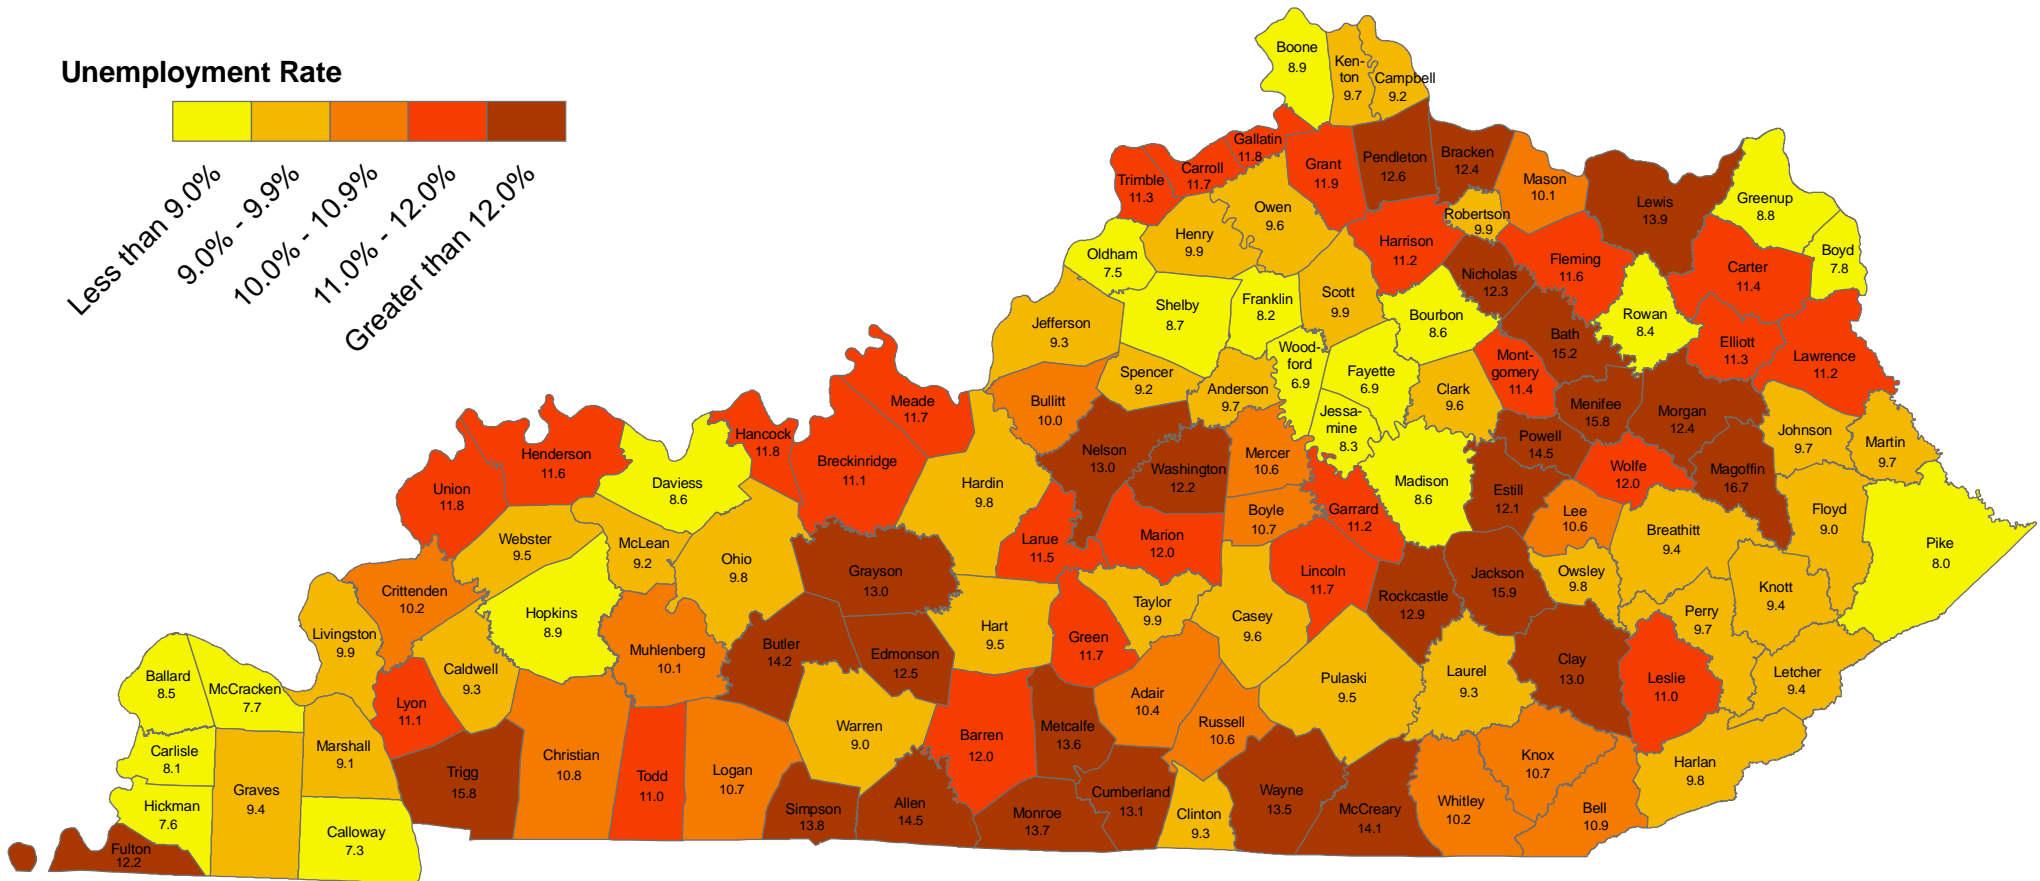 Unemployment Rate
Less than 9.0%
9.0% - 9.9%
10.0% - 10.9%
11.0% - 12.0%
Greater than 12.0%
Boone
8.9
Ken-
ton
9.7
Campbell
9.2
Gallatin
11.8
Carroll
11.7
Trimble
11.3
Grant
11.9
Pendleton
12.6
Bracken
12.4
Mason
10.1
Robertson
9.9
Lewis
13.9
Greenup
8.8
Boyd
7.8
Owen
9.6
Henry
9.9
Oldham
7.5
Harrison
11.2
Nicholas
12.3
Fleming
11.6
Carter
11.4
Shelby
8.7
Franklin
8.2
Scott
9.9
Bourbon
8.6
Bath
15.2
Rowan
8.4
Elliott
11.3
Lawrence
11.2
Jefferson
9.3
Spencer
9.2
Anderson
9.7
Wood-
ford
6.9
Fayette
6.9
Clark
9.6
Mont-
gomery
11.4
Menifee
15.8
Morgan
12.4
Johnson
9.7
Martin
9.7
Bullitt
10.0
Meade
11.7
Hancock
11.8
Breckinridge
11.1
Hardin
9.8
Nelson
13.0
Washington
12.2
Mercer
10.6
Jessa-
mine
8.3
Madison
8.6
Powell
14.5
Estill
12.1
Wolfe
12.0
Magoffin
16.7
Floyd
9.0
Pike
8.0
Henderson
11.6
Union
11.8
Daviess
8.6
Webster
9.5
McLean
9.2
Ohio
9.8
Grayson
13.0
Larue
11.5
Marion
12.0
Boyle
10.7
Garrard
11.2
Lincoln
11.7
Rockcastle
12.9
Jackson
15.9
Lee
10.6
Owsley
9.8
Breathitt
9.4
Knott
9.4
Perry
9.7
Letcher
9.4
Crittenden
10.2
Livingston
9.9
Hopkins
8.9
Caldwell
9.3
Muhlenberg
10.1
Butler
14.2
Edmonson
12.5
Hart
9.5
Green
11.7
Taylor
9.9
Casey
9.6
Adair
10.4
Russell
10.6
Pulaski
9.5
Laurel
9.3
Clay
13.0
Leslie
11.0
Harlan
9.8
Ballard
8.5
McCracken
7.7
Carlisle
8.1
Hickman
7.6
Fulton
12.2
Graves
9.4
Marshall
9.1
Calloway
7.3
Lyon
11.1
Trigg
15.8
Christian
10.8
Todd
11.0
Logan
10.7
Simpson
13.8
Warren
9.0
Allen
14.5
Barren
12.0
Metcalfe
13.6
Monroe
13.7
Cumberland
13.1
Clinton
9.3
Wayne
13.5
McCreary
14.1
Whitley
10.2
Knox
10.7
Bell
10.9